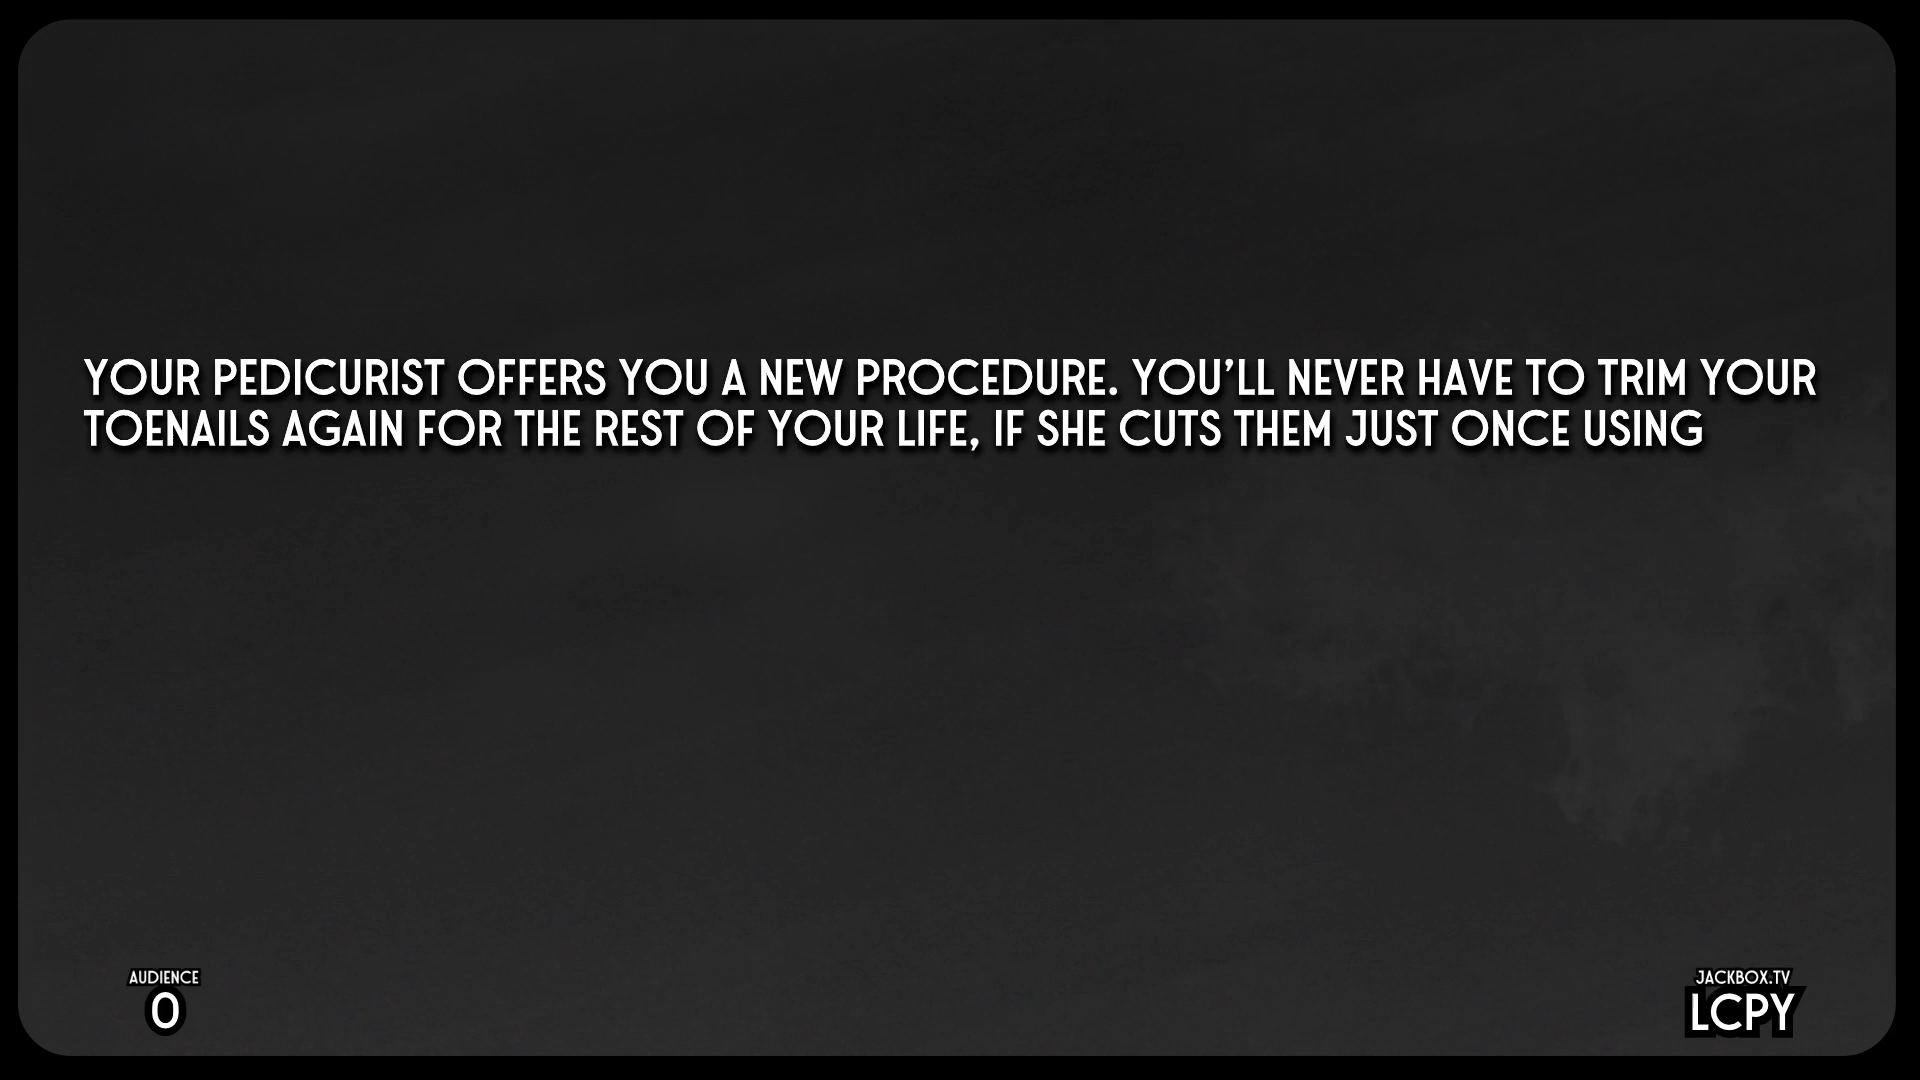 YOUR PEDICURIST OFFERS YOU A NEW PROCEDURE. YOU'LL NEVER HAVE TO TRIM YOUR
TOENAILS AGAIN FOR THE REST OF YOUR LIFE, IF SHE CUTS THEM JUST ONCE USING
AUDIENCE
0
JACKBOX.TV
LCPY